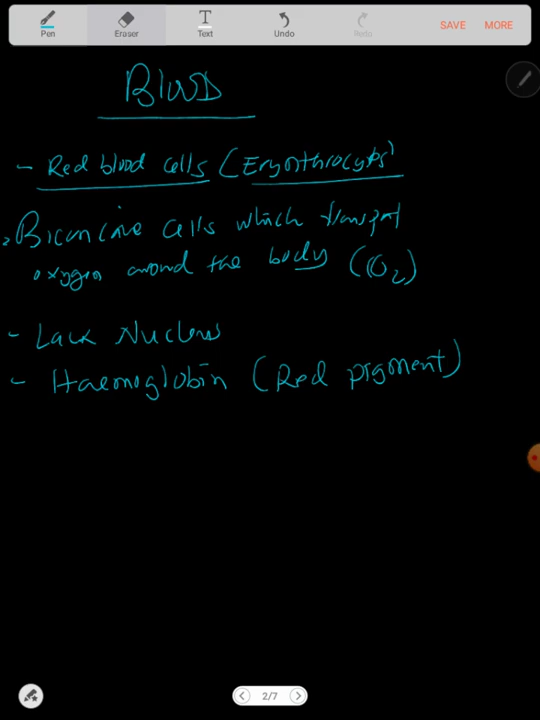 Pen Eraser Text Undo Redo SAVE MORE
Blood
- Red blood cells (Erythrocyts)
Biconcave cells which transport
oxygen around the body (O2)
- Lack Nucleus
- Haemoglobin (Red pigment)
2/7